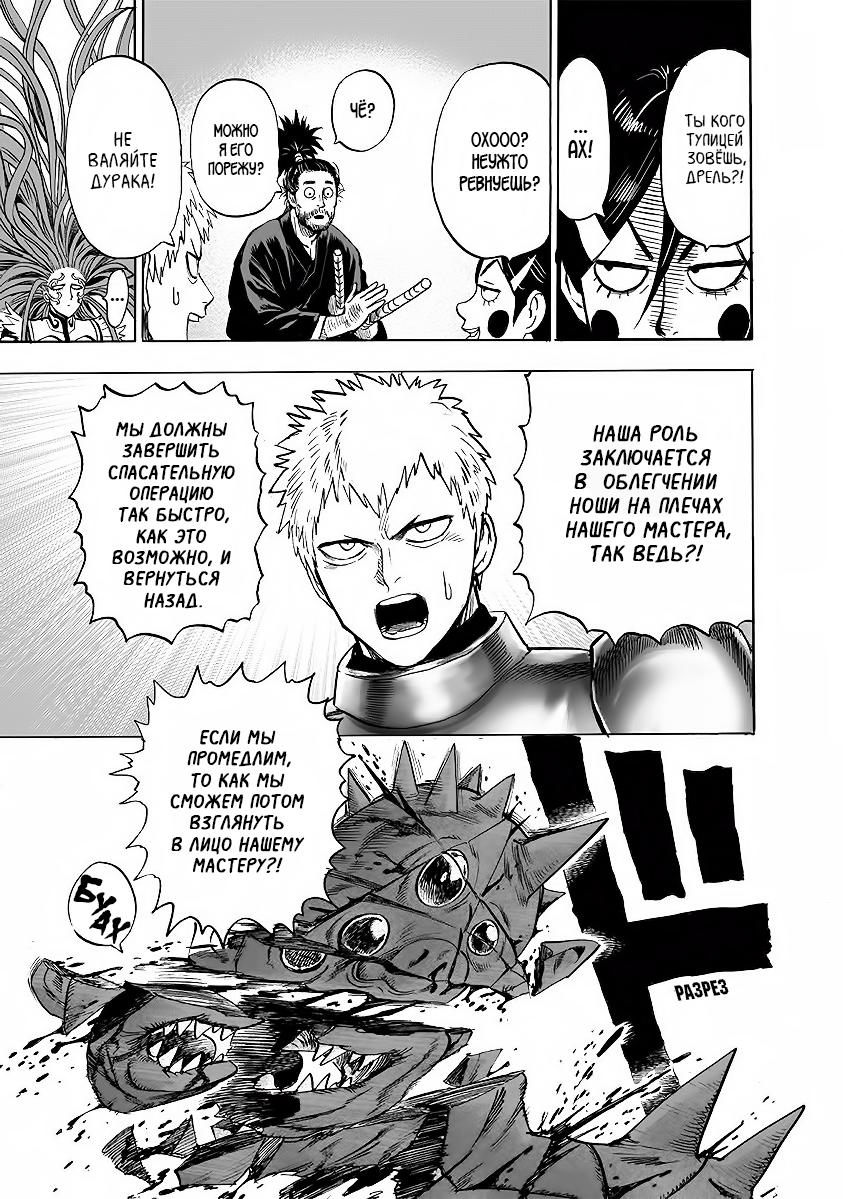 ТЫ КОГО
ТУПИЦЕЙ
ЗОВЁШЬ,
ДРЕЛЬ?!
...
АХ!
ОХООО?
НЕУЖТО
РЕВНУЕШЬ?
ЧЁ?
МОЖНО
Я ЕГО
ПОРЕЖУ?
НЕ
ВАЛЯЙТЕ
ДУРАКА!
...
НАША РОЛЬ
ЗАКЛЮЧАЕТСЯ
В ОБЛЕГЧЕНИИ
НОШИ НА ПЛЕЧАХ
НАШЕГО МАСТЕРА,
ТАК ВЕДЬ?!
МЫ ДОЛЖНЫ
ЗАВЕРШИТЬ
СПАСАТЕЛЬНУЮ
ОПЕРАЦИЮ
ТАК БЫСТРО,
КАК ЭТО
ВОЗМОЖНО, И
ВЕРНУТЬСЯ
НАЗАД.
ЕСЛИ МЫ
ПРОМЕДЛИМ,
ТО КАК МЫ
СМОЖЕМ ПОТОМ
ВЗГЛЯНУТЬ
В ЛИЦО НАШЕМУ
МАСТЕРУ?!
РАЗРЕЗ
БУАХ